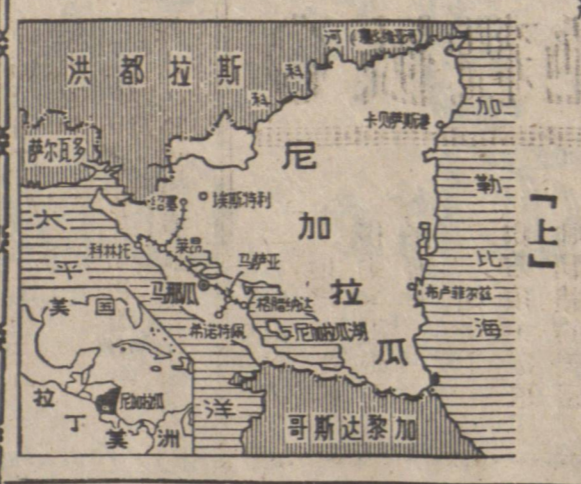 洪都拉斯
科科河
萨尔瓦多
卡贝萨斯港
尼加拉瓜
加勒比海
埃斯特利
太平洋
科林托
莱昂
马萨亚
马那瓜
格腊纳达
希诺特佩
尼加拉瓜湖
布卢菲尔兹
哥斯达黎加
美国
尼加拉瓜
拉丁美洲
『上』